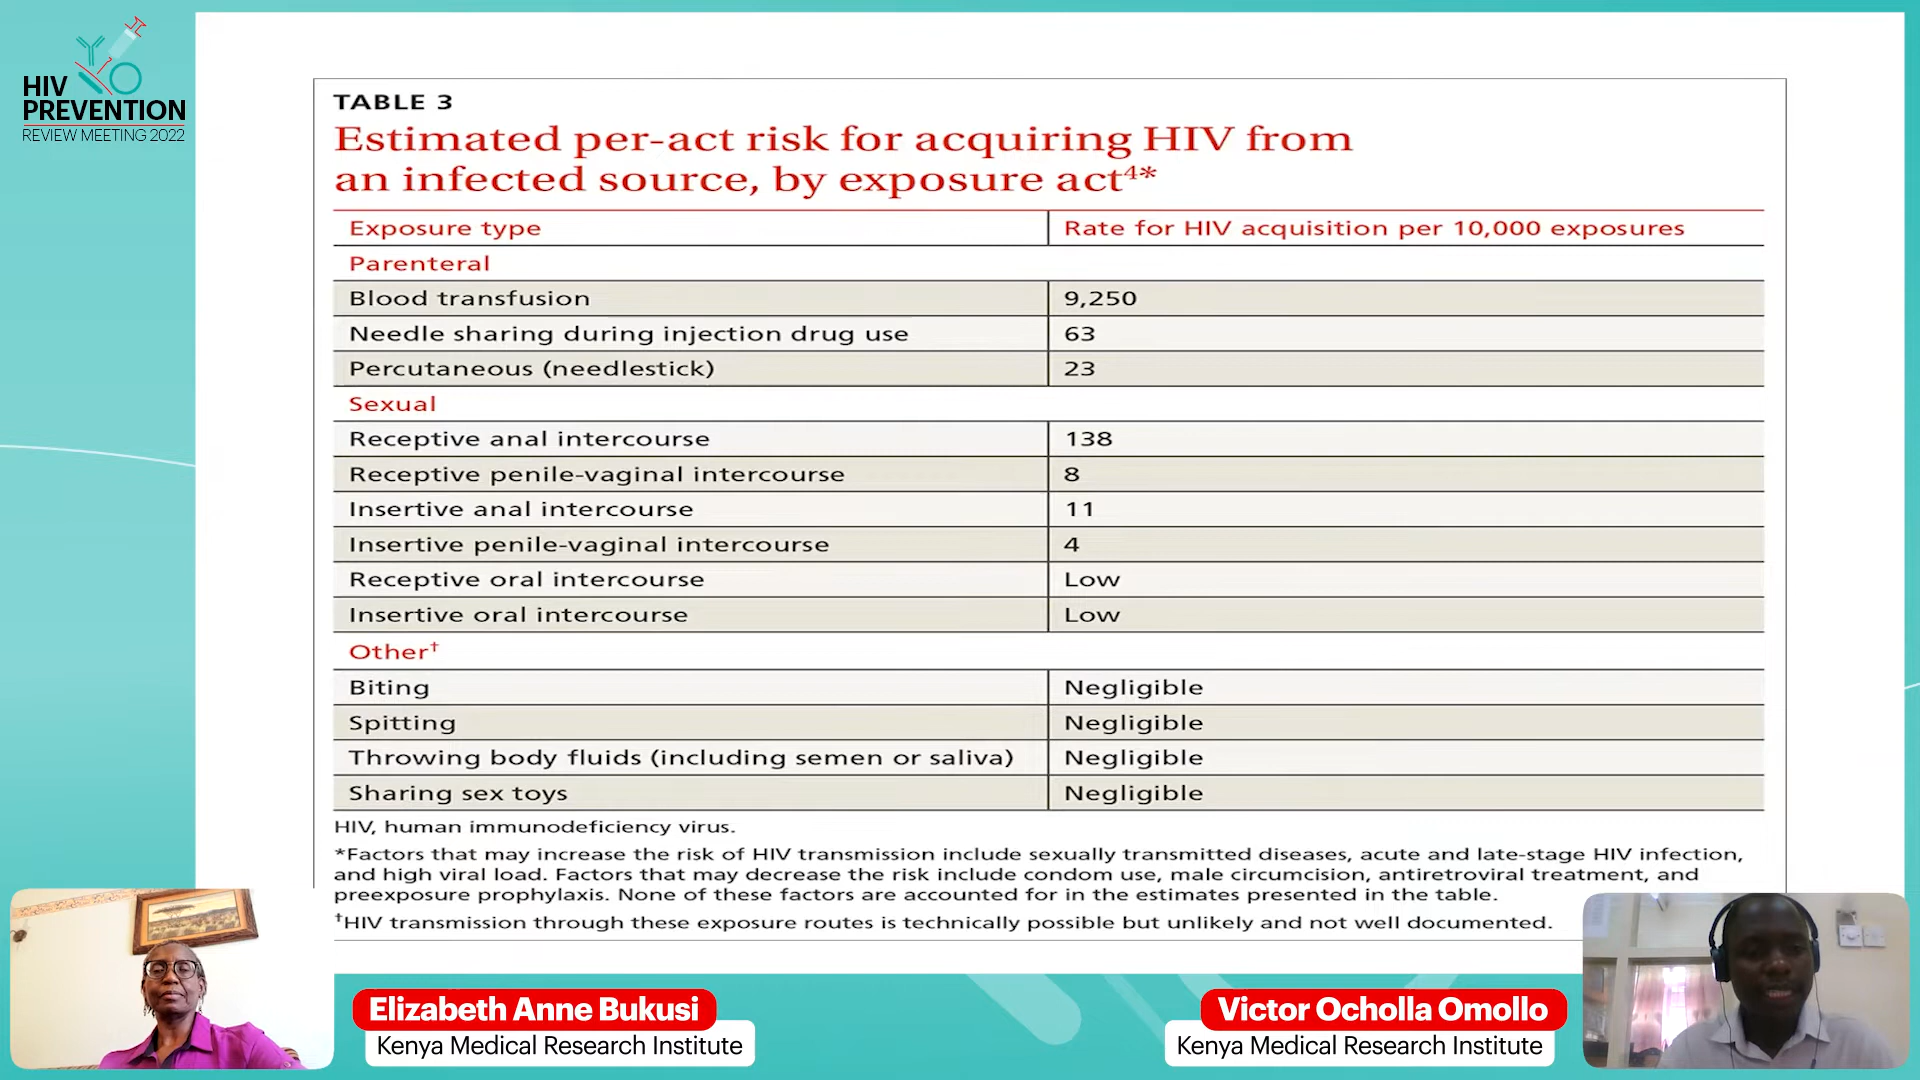 HIV
PREVENTION
REVIEW MEETING 2022
TABLE 3
Estimated per-act risk for acquiring HIV from
an infected source, by exposure act⁴*
Exposure type Rate for HIV acquisition per 10,000 exposures
Parenteral
Blood transfusion 9,250
Needle sharing during injection drug use 63
Percutaneous (needlestick) 23
Sexual
Receptive anal intercourse 138
Receptive penile-vaginal intercourse 8
Insertive anal intercourse 11
Insertive penile-vaginal intercourse 4
Receptive oral intercourse Low
Insertive oral intercourse Low
Other†
Biting Negligible
Spitting Negligible
Throwing body fluids (including semen or saliva) Negligible
Sharing sex toys Negligible
HIV, human immunodeficiency virus.
*Factors that may increase the risk of HIV transmission include sexually transmitted diseases, acute and late-stage HIV infection,
and high viral load. Factors that may decrease the risk include condom use, male circumcision, antiretroviral treatment, and
preexposure prophylaxis. None of these factors are accounted for in the estimates presented in the table.
†HIV transmission through these exposure routes is technically possible but unlikely and not well documented.
Elizabeth Anne Bukusi
Kenya Medical Research Institute
Victor Ocholla Omollo
Kenya Medical Research Institute